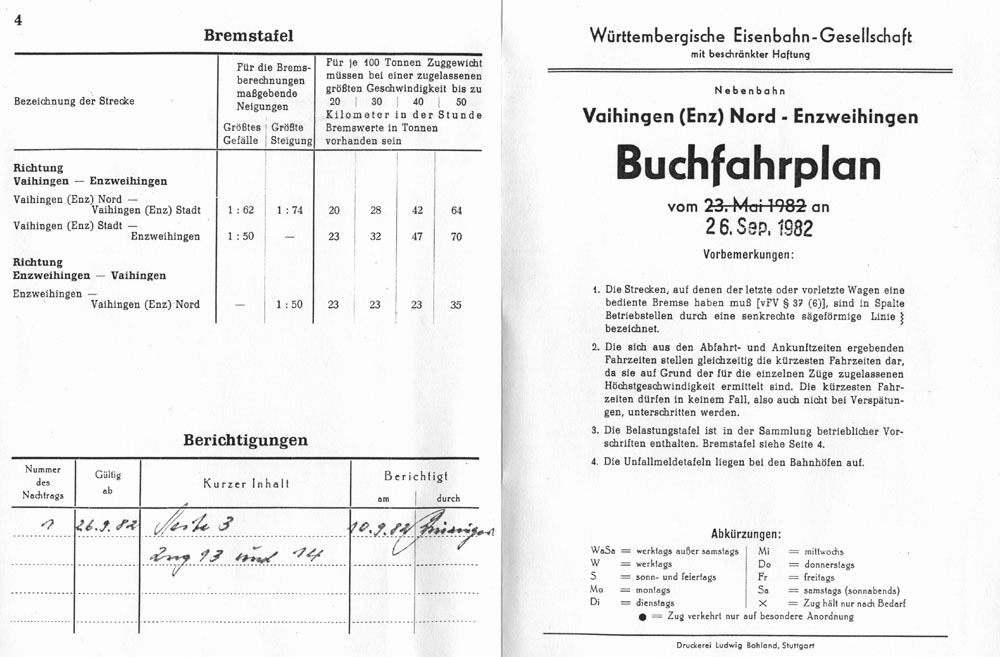 4
Bremstafel
Bezeichnung der Strecke
Für die Brems-
berechnungen
maßgebende
Neigungen
Größtes Gefälle
Größte Steigung
Für je 100 Tonnen Zuggewicht
müssen bei einer zugelassenen
größten Geschwindigkeit bis zu
20 | 30 | 40 | 50
Kilometer in der Stunde
Bremswerte in Tonnen
vorhanden sein
Richtung
Vaihingen — Enzweihingen
Vaihingen (Enz) Nord —
Vaihingen (Enz) Stadt 1 : 62 1 : 74 20 28 42 64
Vaihingen (Enz) Stadt —
Enzweihingen 1 : 50 — 23 32 47 70
Richtung
Enzweihingen — Vaihingen
Enzweihingen —
Vaihingen (Enz) Nord — 1 : 50 23 23 23 35
Berichtigungen
Nummer
des
Nachtrags
Gültig
ab
Kurzer Inhalt
Berichtigt
am durch
1 26.9.82 Seite 3 10.9.82
Zug 13 und 14
Württembergische Eisenbahn-Gesellschaft
mit beschränkter Haftung
Nebenbahn
Vaihingen (Enz) Nord - Enzweihingen
Buchfahrplan
vom 23. Mai 1982 an
26. Sep. 1982
Vorbemerkungen:
1. Die Strecken, auf denen der letzte oder vorletzte Wagen eine
bediente Bremse haben muß [vFV § 37 (6)], sind in Spalte
Betriebstellen durch eine senkrechte sägeförmige Linie
bezeichnet.
2. Die sich aus den Abfahrt- und Ankunftzeiten ergebenden
Fahrzeiten stellen gleichzeitig die kürzesten Fahrzeiten dar,
da sie auf Grund der für die einzelnen Züge zugelassenen
Höchstgeschwindigkeit ermittelt sind. Die kürzesten Fahr-
zeiten dürfen in keinem Fall, also auch nicht bei Verspätun-
gen, unterschritten werden.
3. Die Belastungstafel ist in der Sammlung betrieblicher Vor-
schriften enthalten. Bremstafel siehe Seite 4.
4. Die Unfallmeldetafeln liegen bei den Bahnhöfen auf.
Abkürzungen:
WaSa = werktags außer samstags
W = werktags
S = sonn- und feiertags
Mo = montags
Di = dienstags
Mi = mittwochs
Do = donnerstags
Fr = freitags
Sa = samstags (sonnabends)
× = Zug hält nur nach Bedarf
● = Zug verkehrt nur auf besondere Anordnung
Druckerei Ludwig Bohland, Stuttgart